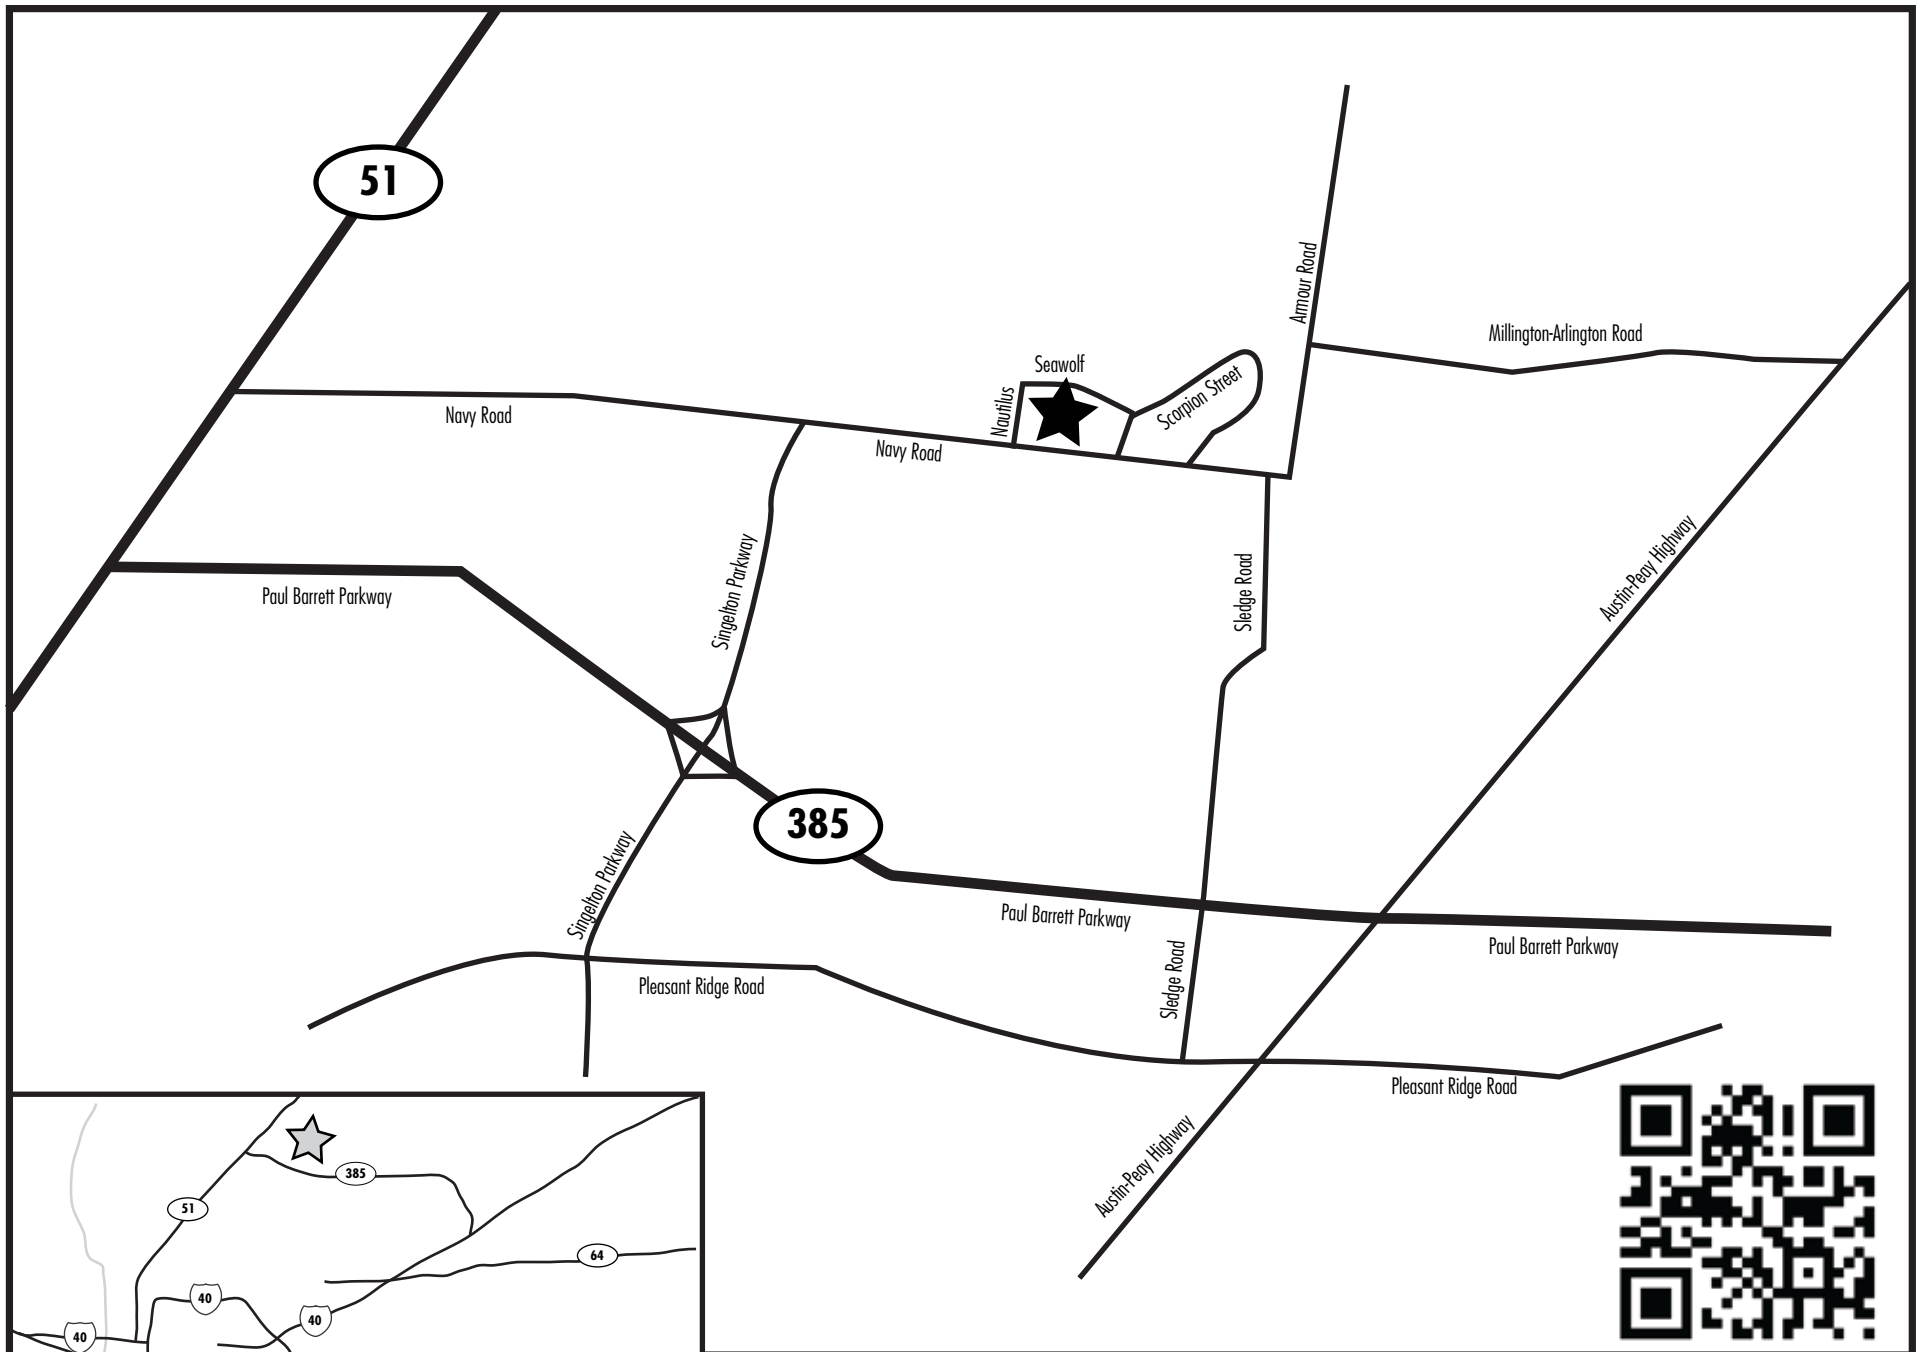 51
Armour Road
Millington-Arlington Road
Seawolf
Nautilus
Scorpion Street
Navy Road
Navy Road
Austin-Peay Highway
Singelton Parkway
Sledge Road
Paul Barrett Parkway
385
Singelton Parkway
Paul Barrett Parkway
Paul Barrett Parkway
Sledge Road
Pleasant Ridge Road
Pleasant Ridge Road
Austin-Peay Highway
385
51
64
40
40
40